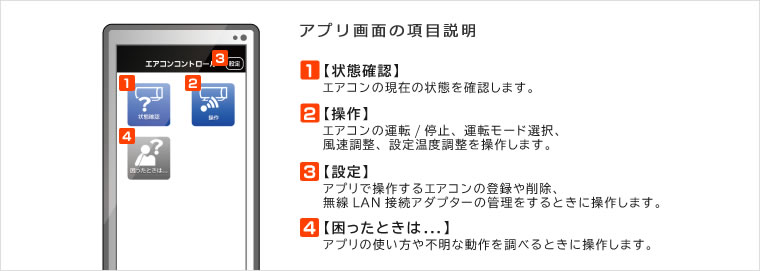 エアコンコントロール
3
設定
1
2
状態確認
操作
4
困ったときは...
アプリ画面の項目説明
1【状態確認】
エアコンの現在の状態を確認します。
2【操作】
エアコンの運転 / 停止、運転モード選択、
風速調整、設定温度調整を操作します。
3【設定】
アプリで操作するエアコンの登録や削除、
無線 LAN 接続アダプターの管理をするときに操作します。
4【困ったときは...】
アプリの使い方や不明な動作を調べるときに操作します。